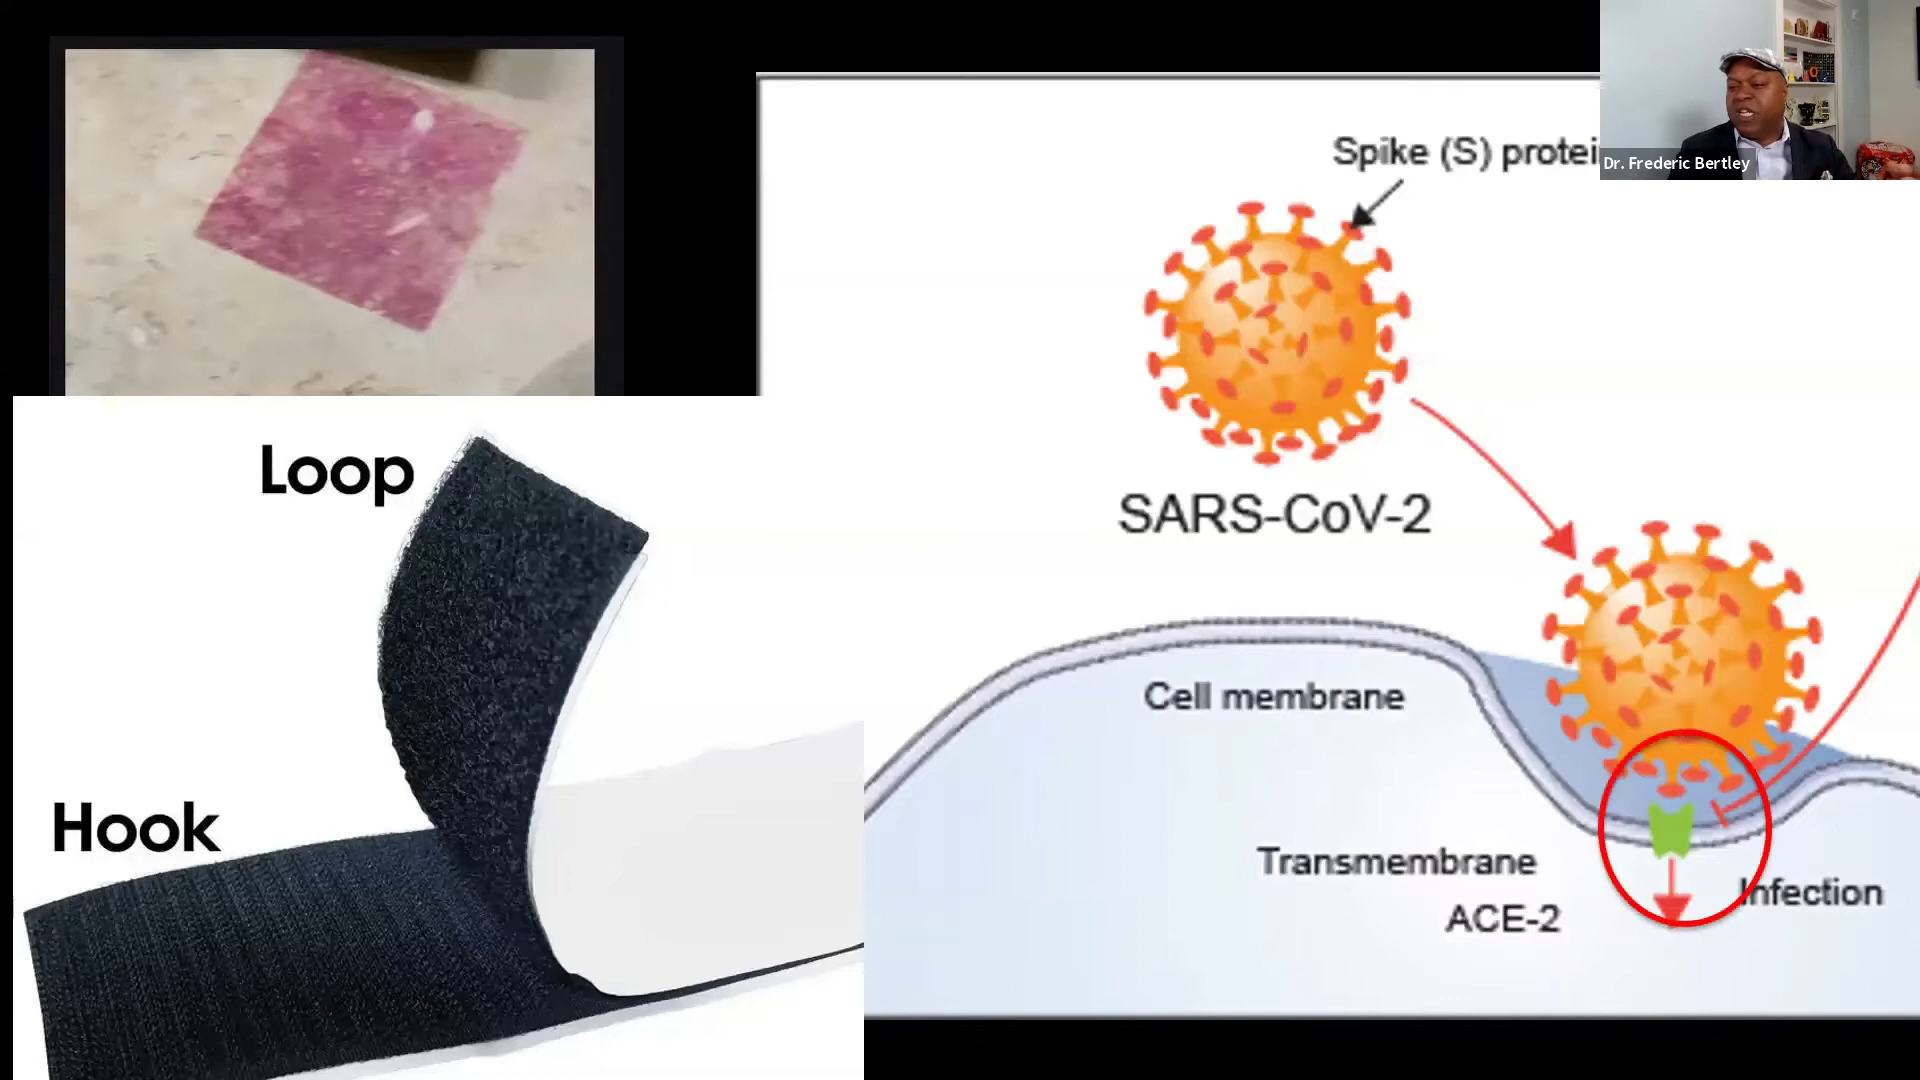 Spike (S) protei
Dr. Frederic Bertley
Loop
SARS-CoV-2
Cell membrane
Hook
Transmembrane
ACE-2
Infection